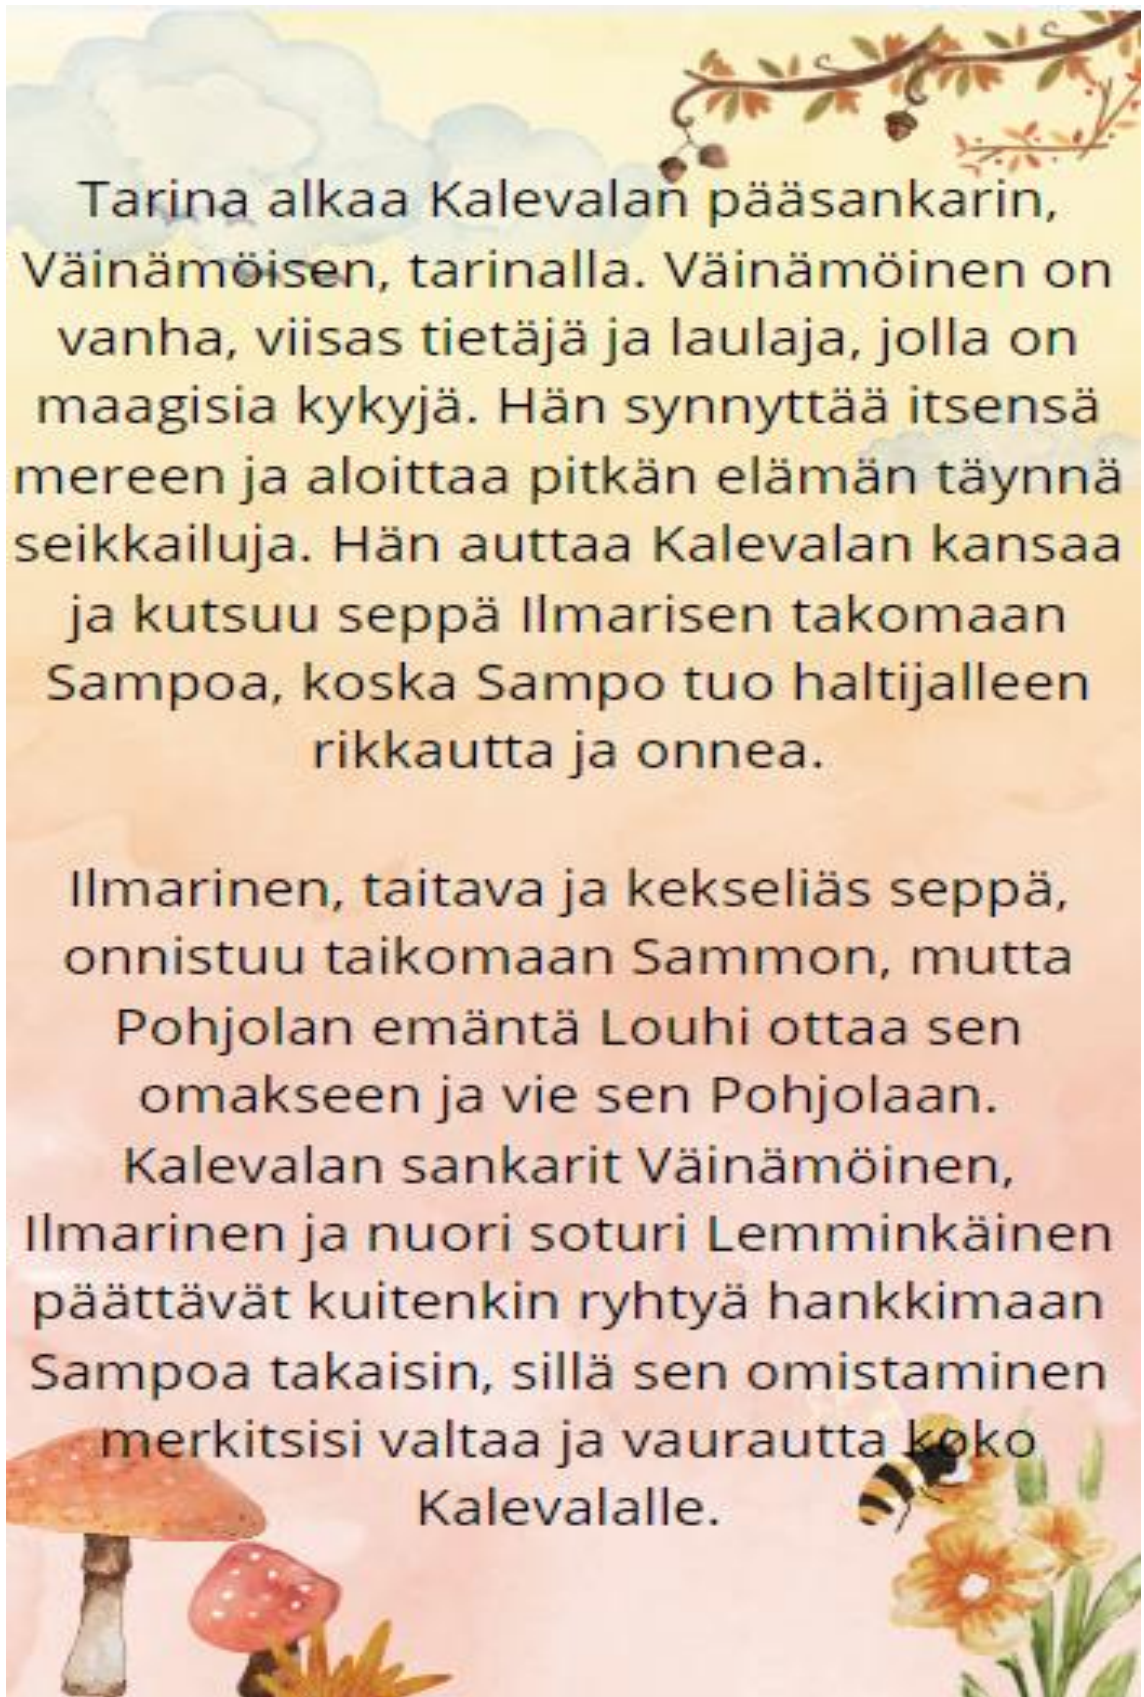 Tarina alkaa Kalevalan pääsankarin,
Väinämöisen, tarinalla. Väinämöinen on
vanha, viisas tietäjä ja laulaja, jolla on
maagisia kykyjä. Hän synnyttää itsensä
mereen ja aloittaa pitkän elämän täynnä
seikkailuja. Hän auttaa Kalevalan kansaa
ja kutsuu seppä Ilmarisen takomaan
Sampoa, koska Sampo tuo haltijalleen
rikkautta ja onnea.

Ilmarinen, taitava ja kekseliäs seppä,
onnistuu taikomaan Sammon, mutta
Pohjolan emäntä Louhi ottaa sen
omakseen ja vie sen Pohjolaan.
Kalevalan sankarit Väinämöinen,
Ilmarinen ja nuori soturi Lemminkäinen
päättävät kuitenkin ryhtyä hankkimaan
Sampoa takaisin, sillä sen omistaminen
merkitsisi valtaa ja vaurautta koko
Kalevalalle.